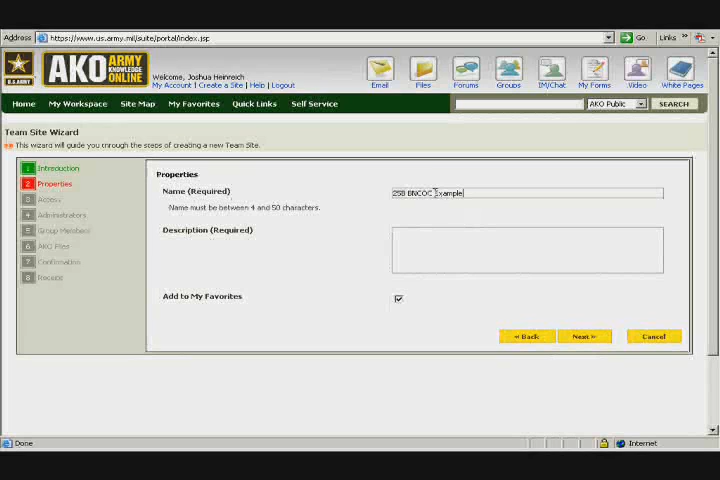 Address https://www.us.army.mil/suite/portal/index.jsp Go Links »
U.S.ARMY
AKO ARMY KNOWLEDGE ONLINE
Welcome, Joshua Heinreich
My Account | Create a Site | Help | Logout
Email Files Forums Groups IM/Chat My Forms Video White Pages
Home My Workspace Site Map My Favorites Quick Links Self Service AKO Public SEARCH
Team Site Wizard
This wizard will guide you through the steps of creating a new Team Site.
1 Introduction
2 Properties
3 Access
4 Administrators
5 Group Members
6 AKO Files
7 Confirmation
8 Receipt
Properties
Name (Required) 25B BNCOC Example
Name must be between 4 and 50 characters.
Description (Required)
Add to My Favorites
<< Back Next >> Cancel
Done Internet